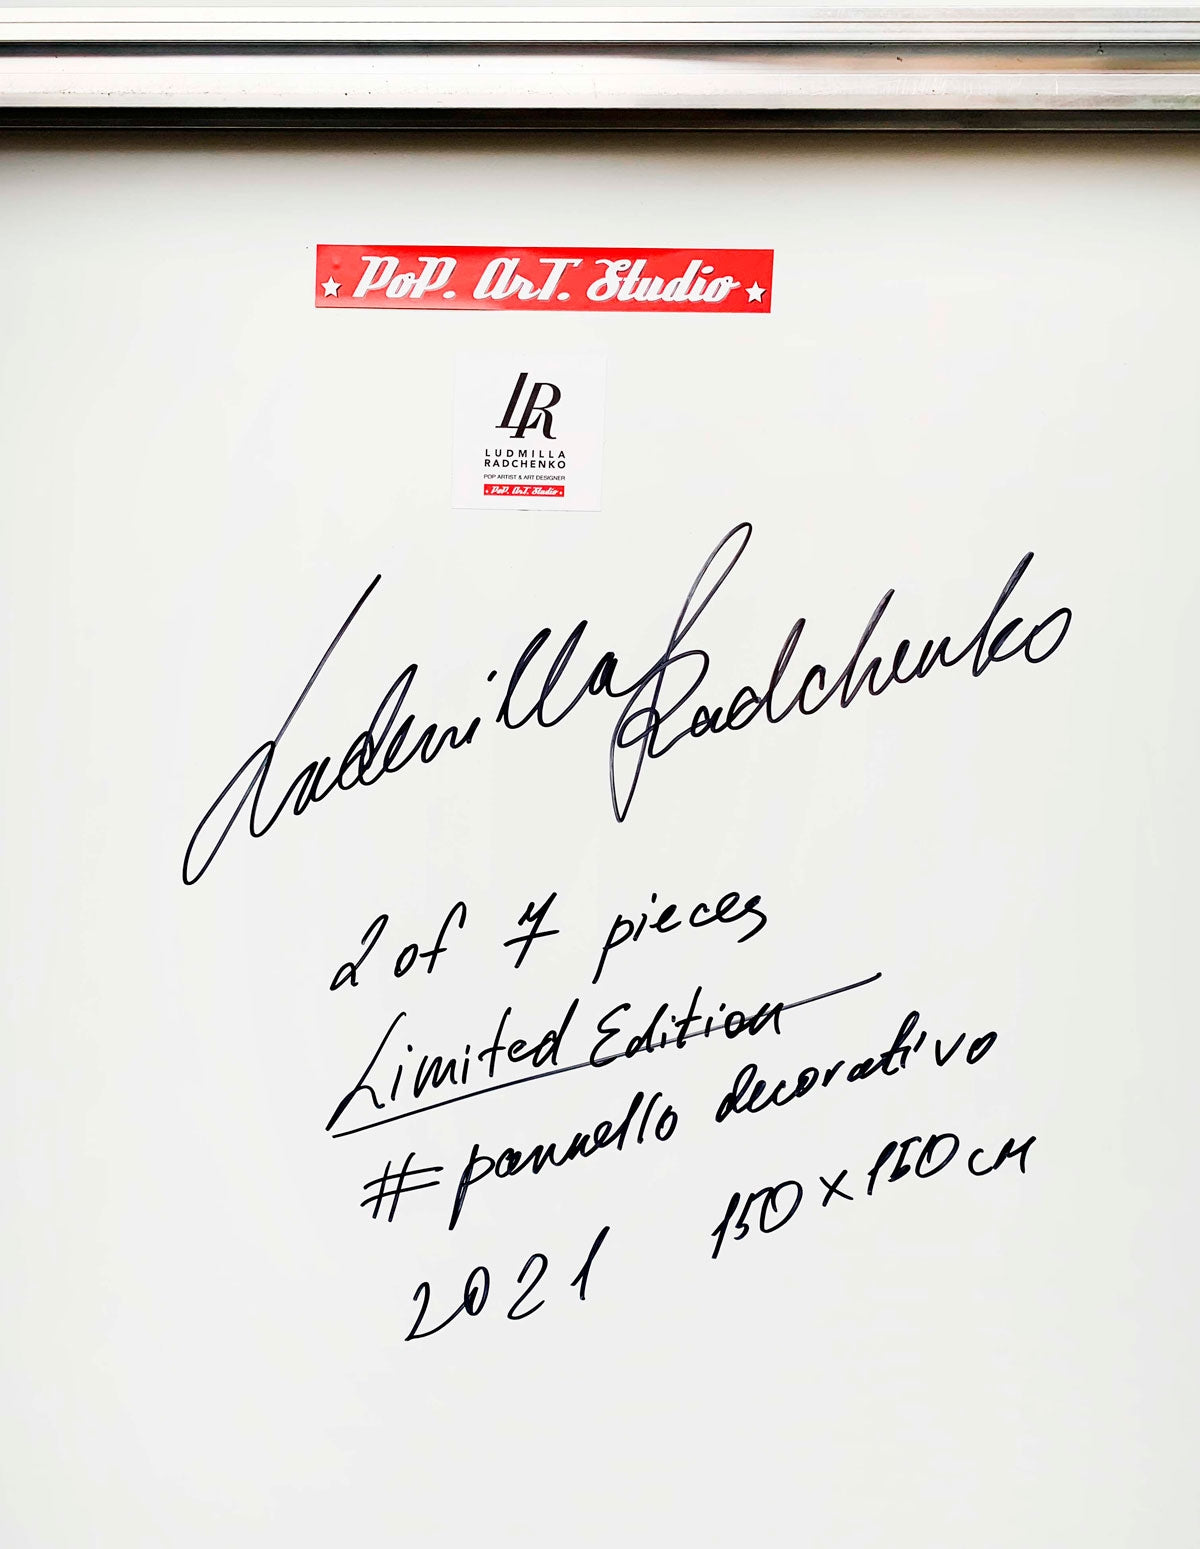 PoP. ArT. Studio
LR
LUDMILLA
RADCHENKO
POP ARTIST & ART DESIGNER
PoP. ArT. Studio
Ludmilla Radchenko
2 of 7 pieces
Limited Edition
# pannello decorativo
2021 150 x 150 cm